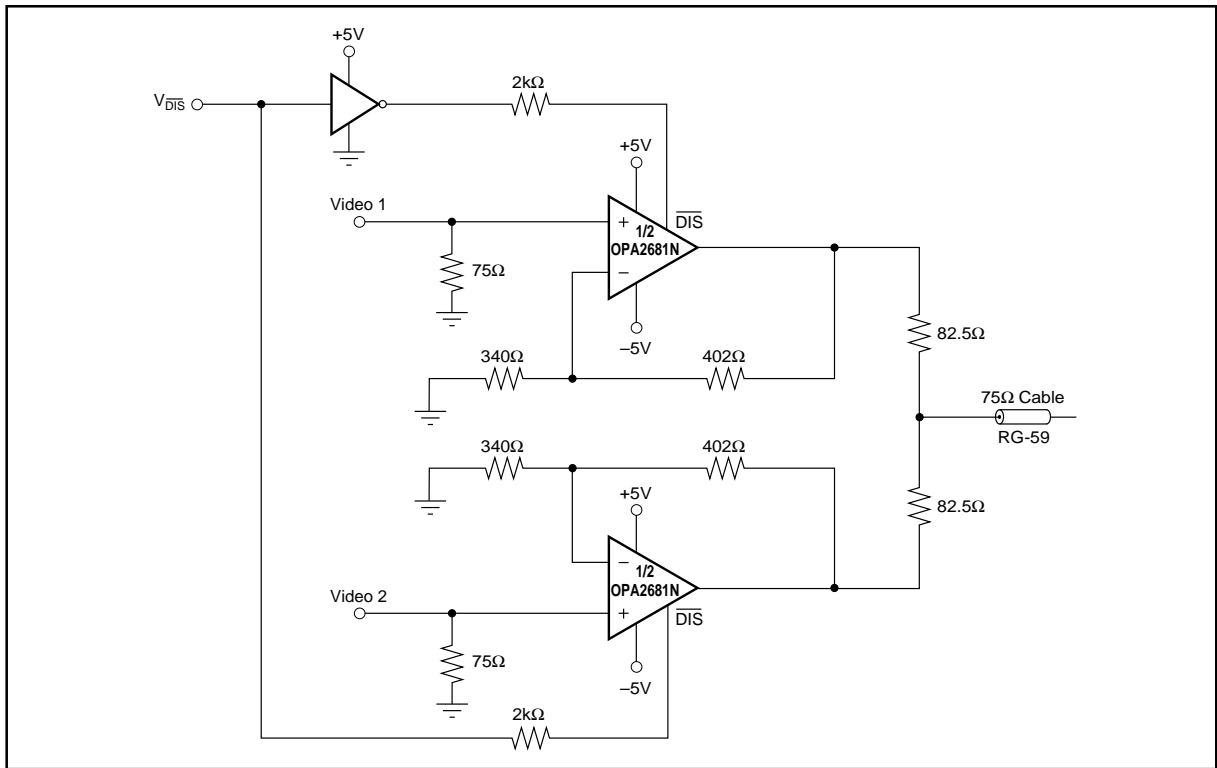 +5V
V DIS
2kΩ
+5V
Video 1
+
DIS
1/2
OPA2681N
75Ω
–
–5V
82.5Ω
340Ω
402Ω
75Ω Cable
RG-59
340Ω
402Ω
+5V
82.5Ω
–
1/2
OPA2681N
Video 2
+
DIS
75Ω
–5V
2kΩ